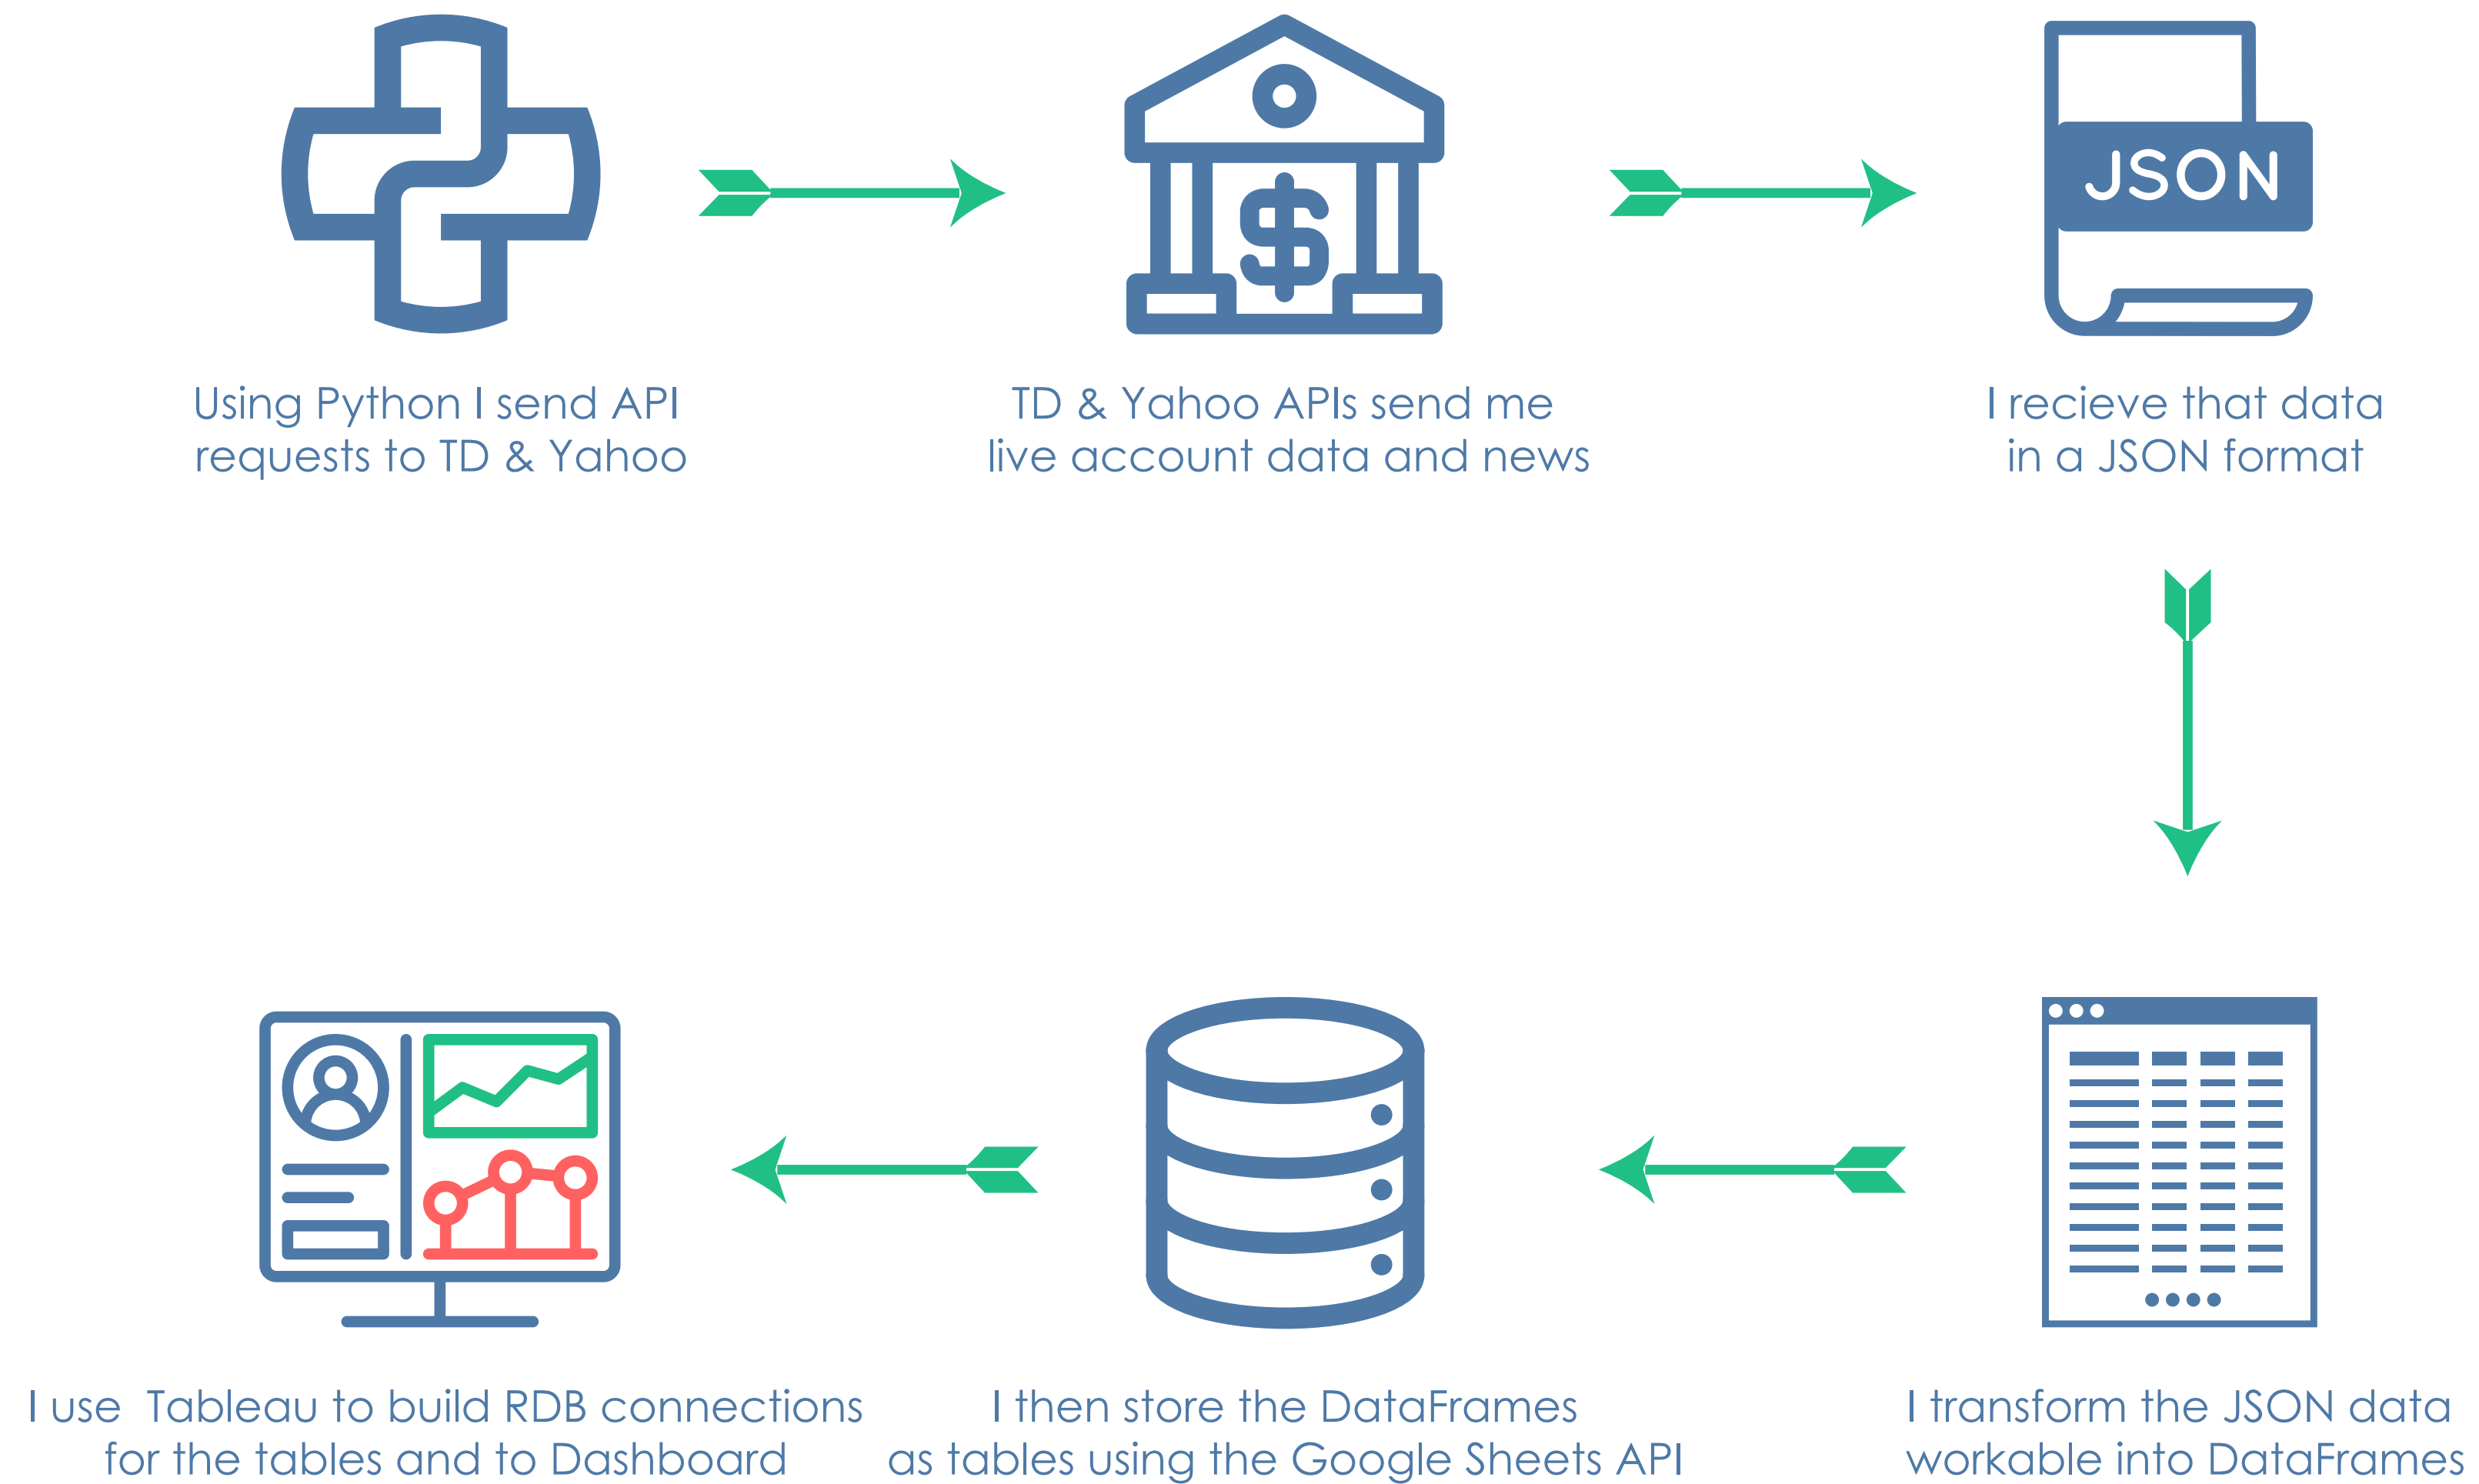 JSON
Using Python I send API
requests to TD & Yahoo
TD & Yahoo APIs send me
live account data and news
I recieve that data
in a JSON format
I use Tableau to build RDB connections
for the tables and to Dashboard
I then store the DataFrames
as tables using the Google Sheets API
I transform the JSON data
workable into DataFrames